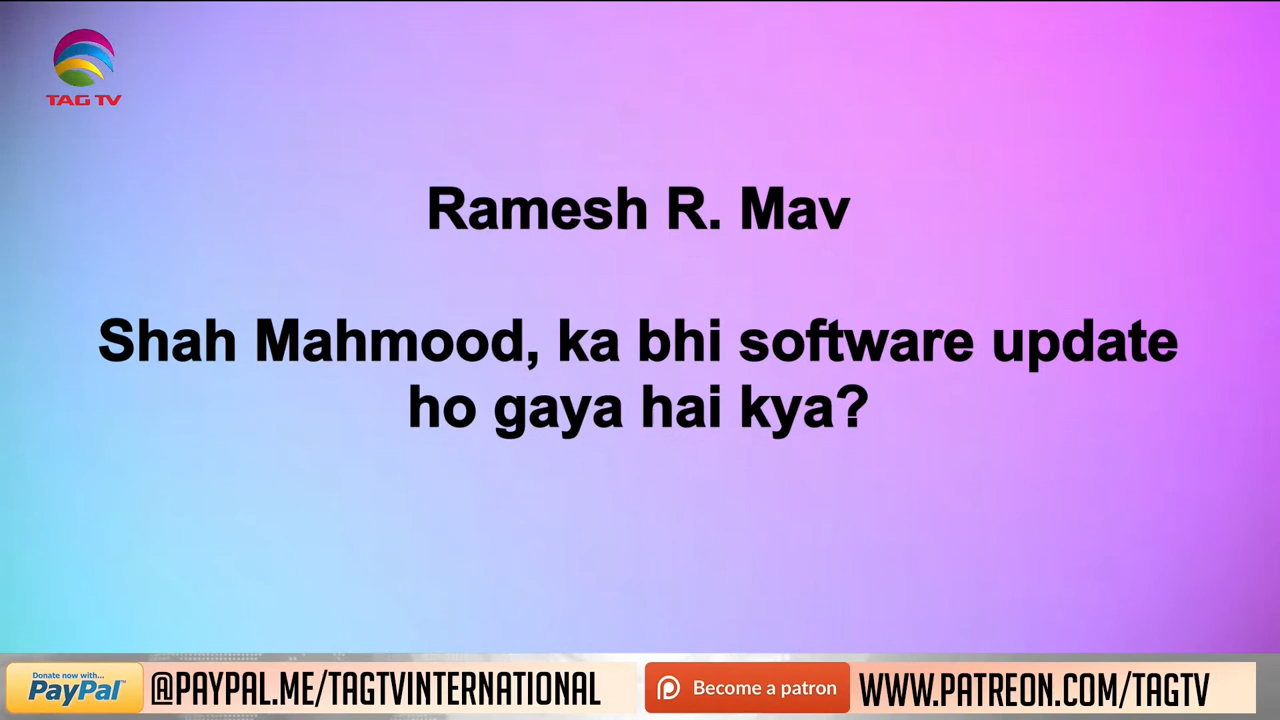 TAG TV
Ramesh R. Mav
Shah Mahmood, ka bhi software update
ho gaya hai kya?
Donate now with...
PayPal™
@PAYPAL.ME/TAGTVINTERNATIONAL
Become a patron
WWW.PATREON.COM/TAGTV